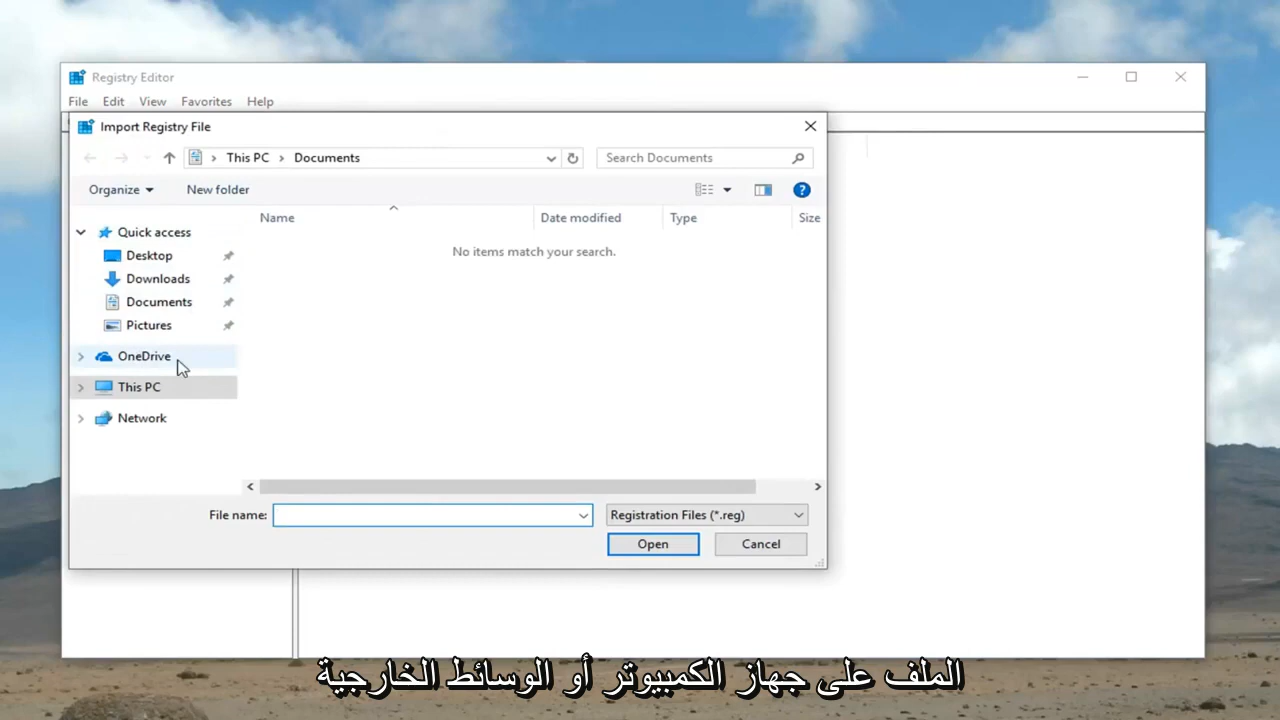 Registry Editor
File Edit View Favorites Help
Import Registry File
This PC Documents
Search Documents
Organize New folder
Name Date modified Type Size
No items match your search.
Quick access
Desktop
Downloads
Documents
Pictures
OneDrive
This PC
Network
File name: Registration Files (*.reg)
Open Cancel
الملف على جهاز الكمبيوتر أو الوسائط الخارجية